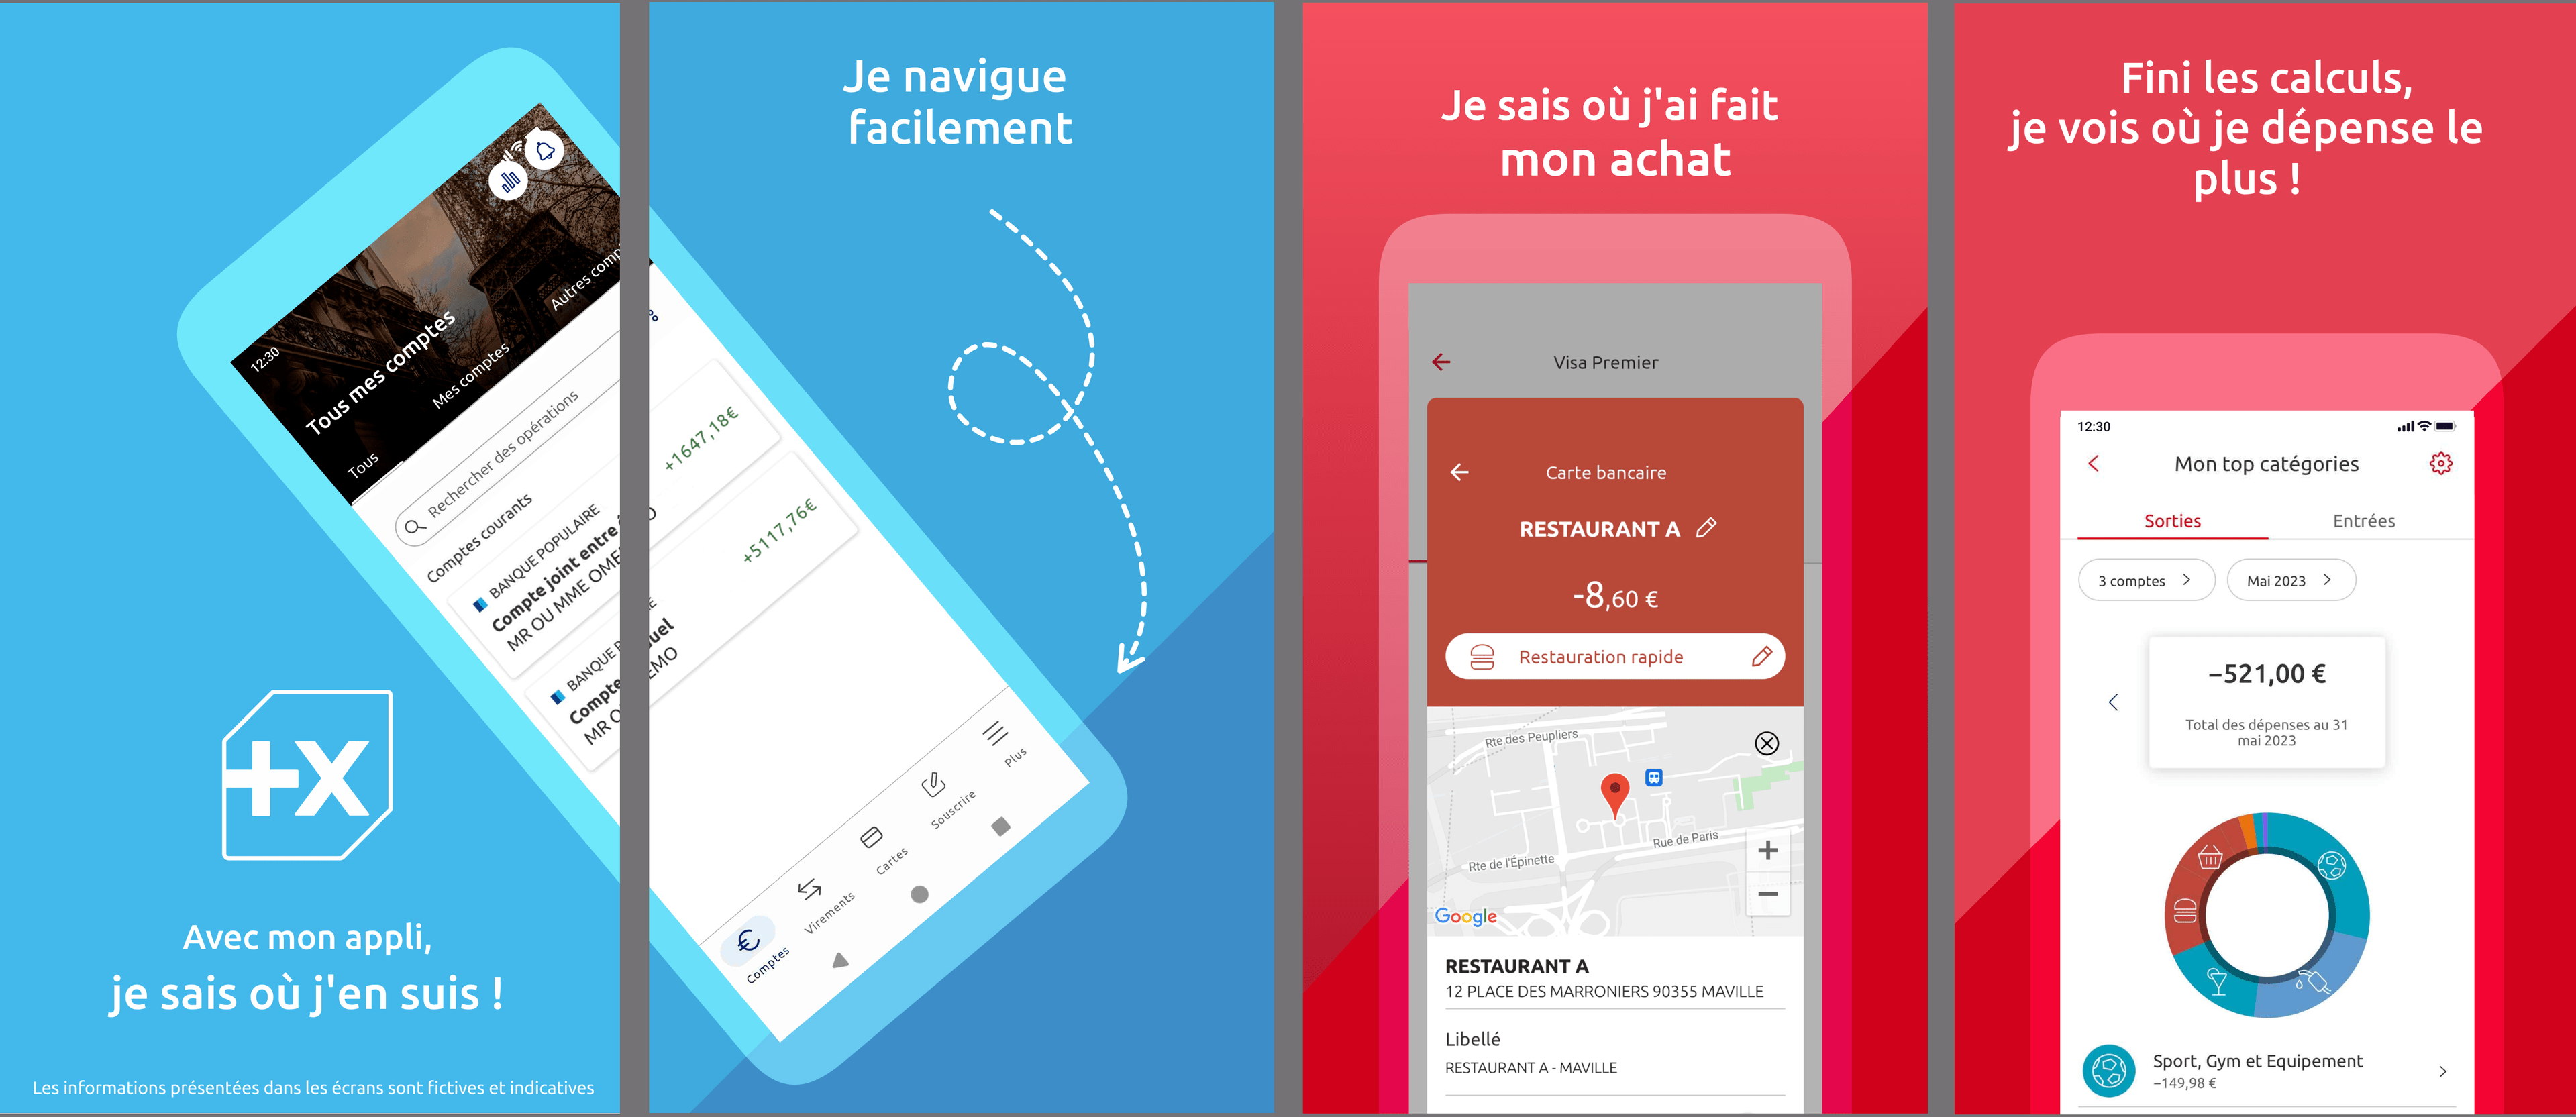 12:30
Tous mes comptes
Tous
Mes comptes
Autres comp
Rechercher des opérations
Comptes courants
BANQUE POPULAIRE
Compte joint entre
MR OU MME
BANQUE
Compte
MR
+X
Avec mon appli,
je sais où j'en suis !
Les informations présentées dans les écrans sont fictives et indicatives
Je navigue
facilement
%
+1647,18€
+5117,76€
Comptes
Virements
Cartes
Souscrire
Plus
Je sais où j'ai fait
mon achat
Visa Premier
Carte bancaire
RESTAURANT A
-8,60 €
Restauration rapide
Rte des Peupliers
Rue de Paris
Rte de l'Épinette
Google
RESTAURANT A
12 PLACE DES MARRONIERS 90355 MAVILLE
Libellé
RESTAURANT A - MAVILLE
Fini les calculs,
je vois où je dépense le
plus !
12:30
Mon top catégories
Sorties
Entrées
3 comptes
Mai 2023
−521,00 €
Total des dépenses au 31
mai 2023
Sport, Gym et Equipement
−149,98 €